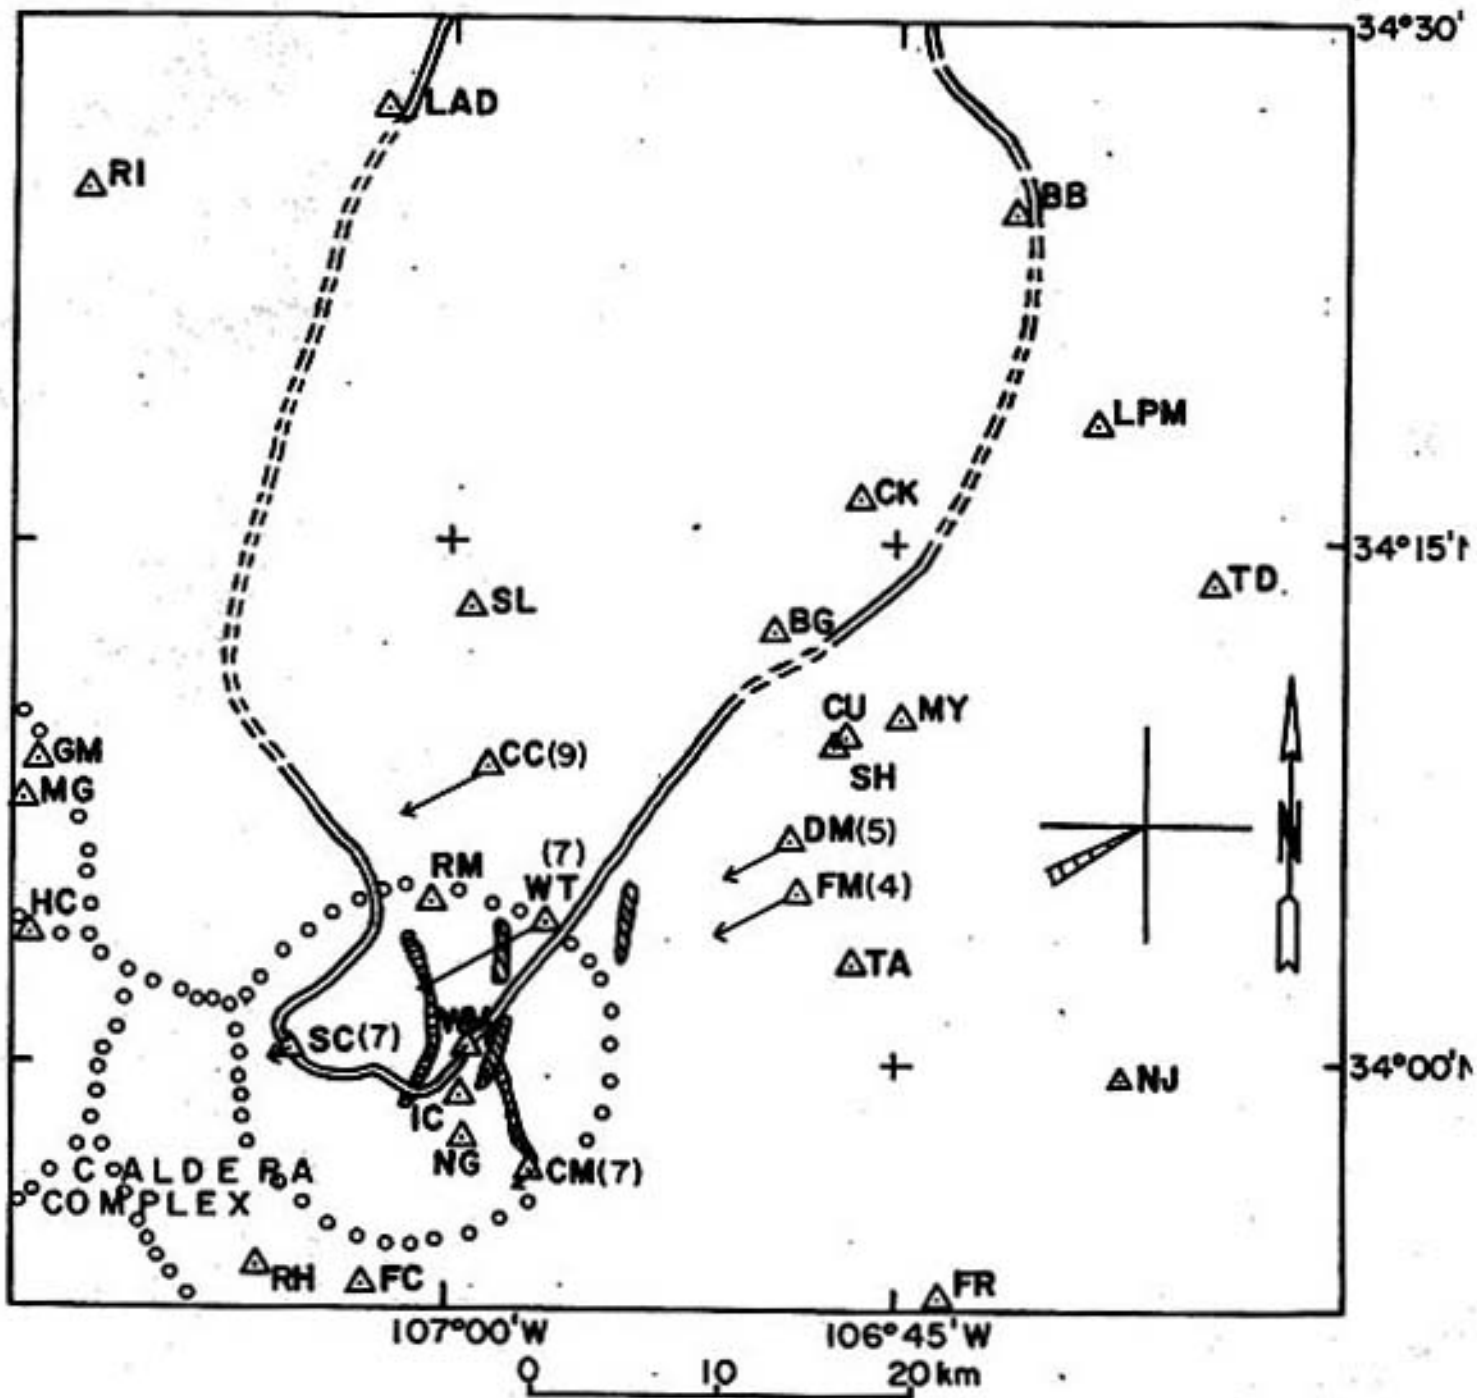 34°30'
LAD
RI
BB
LPM
CK
34°15'N
TD
SL
BG
CU
MY
GM
CC(9)
SH
MG
DM(5)
(7)
RM
FM(4)
WT
N
HC
TA
SC(7)
34°00'N
NJ
IC
NG
CM(7)
CALDERA
COMPLEX
RH
FC
FR
107°00'W
106°45'W
0 10 20 km